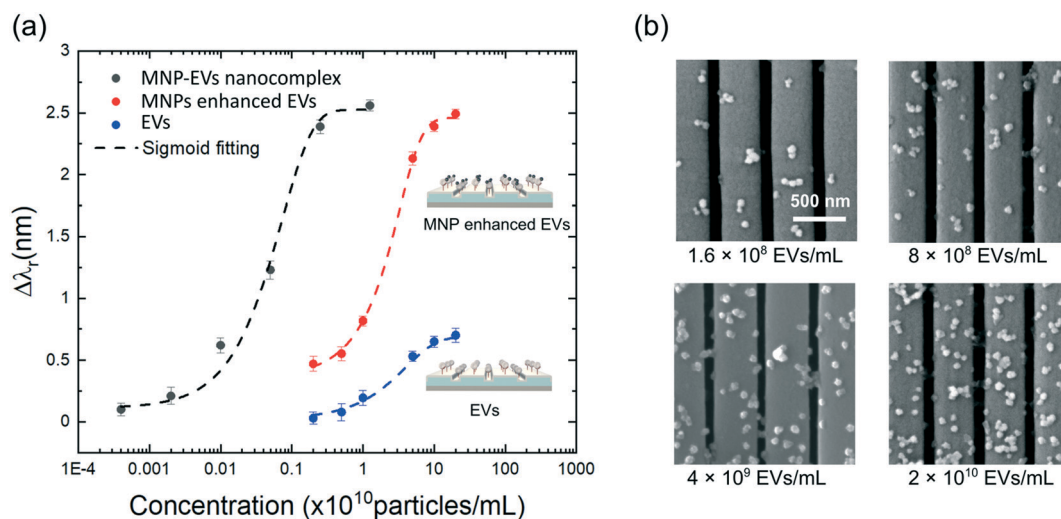 (a)
3
2.5
2
1.5
1
0.5
0
Δλr(nm)
MNP-EVs nanocomplex
MNPs enhanced EVs
EVs
Sigmoid fitting
MNP enhanced EVs
EVs
1E-4 0.001 0.01 0.1 1 10 100 1000
Concentration (x10¹⁰particles/mL)
(b)
500 nm
1.6 × 10⁸ EVs/mL
8 × 10⁸ EVs/mL
4 × 10⁹ EVs/mL
2 × 10¹⁰ EVs/mL